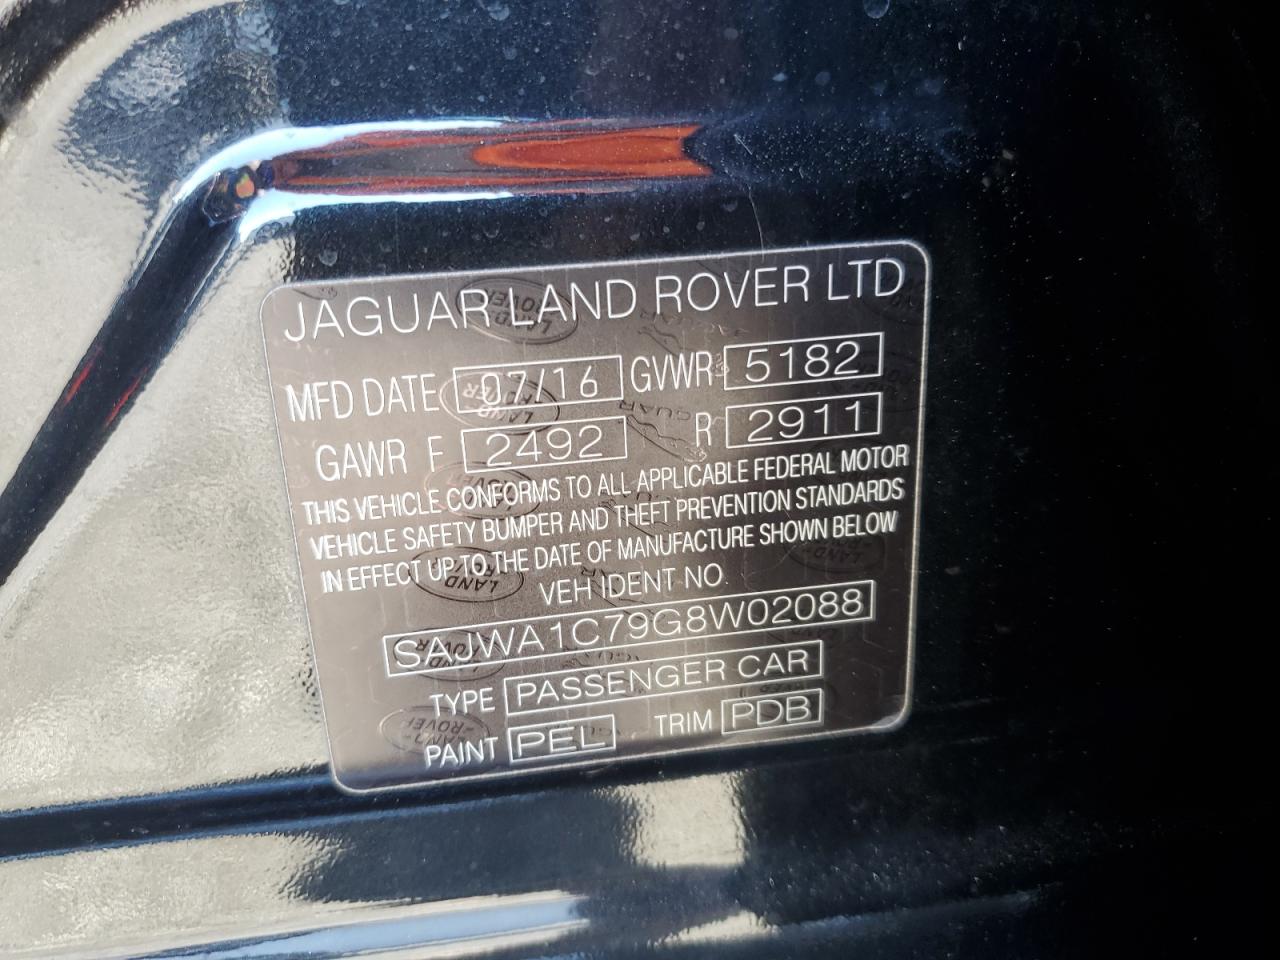 JAGUAR LAND ROVER LTD
MFD DATE 07/16 GVWR 5182
GAWR F 2492 R 2911
THIS VEHICLE CONFORMS TO ALL APPLICABLE FEDERAL MOTOR
VEHICLE SAFETY BUMPER AND THEFT PREVENTION STANDARDS
IN EFFECT UP TO THE DATE OF MANUFACTURE SHOWN BELOW
VEH IDENT NO.
SAJWA1C79G8W02088
TYPE PASSENGER CAR
PAINT PEL TRIM PDB